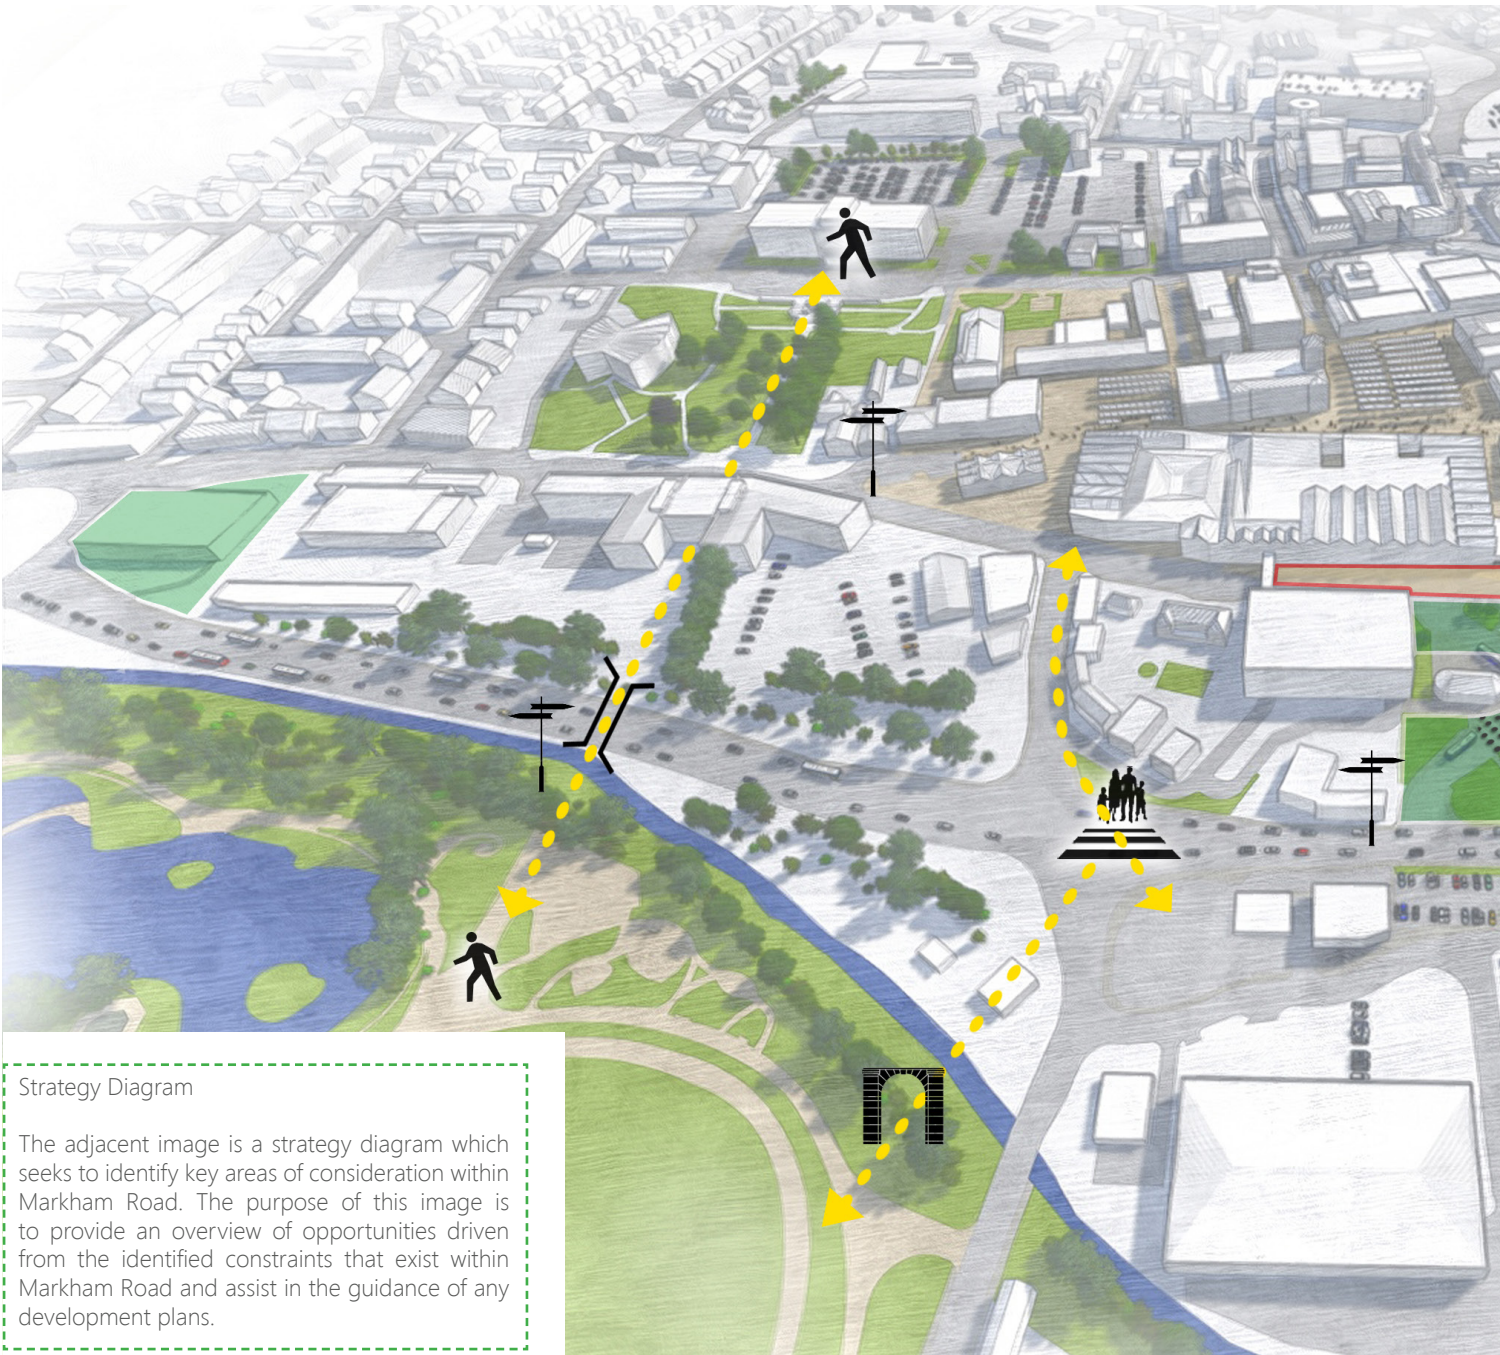 Strategy Diagram
The adjacent image is a strategy diagram which
seeks to identify key areas of consideration within
Markham Road. The purpose of this image is
to provide an overview of opportunities driven
from the identified constraints that exist within
Markham Road and assist in the guidance of any
development plans.